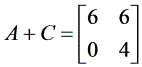 A + C = [6 6
0 4]